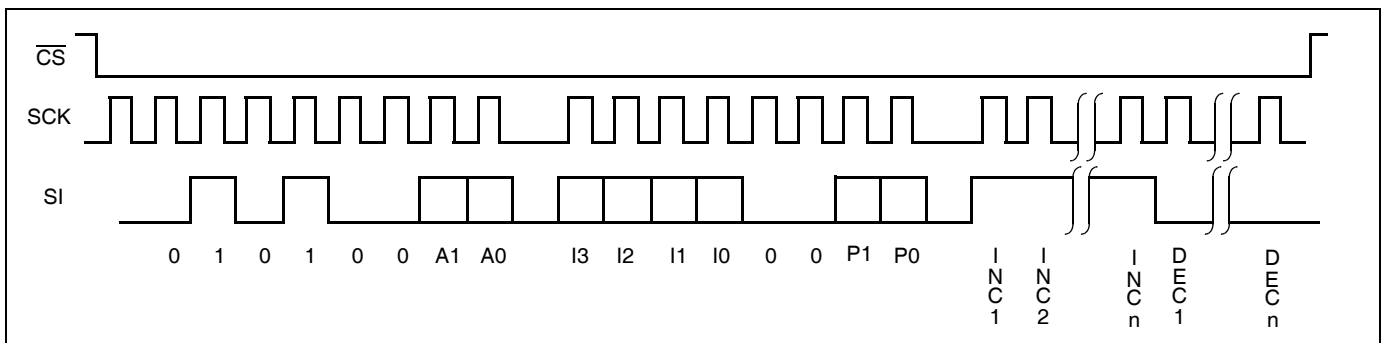 CS
SCK
SI
0 1 0 1 0 0 A1 A0 I3 I2 I1 I0 0 0 P1 P0 INC1 INC2 INCn DEC1 DECn